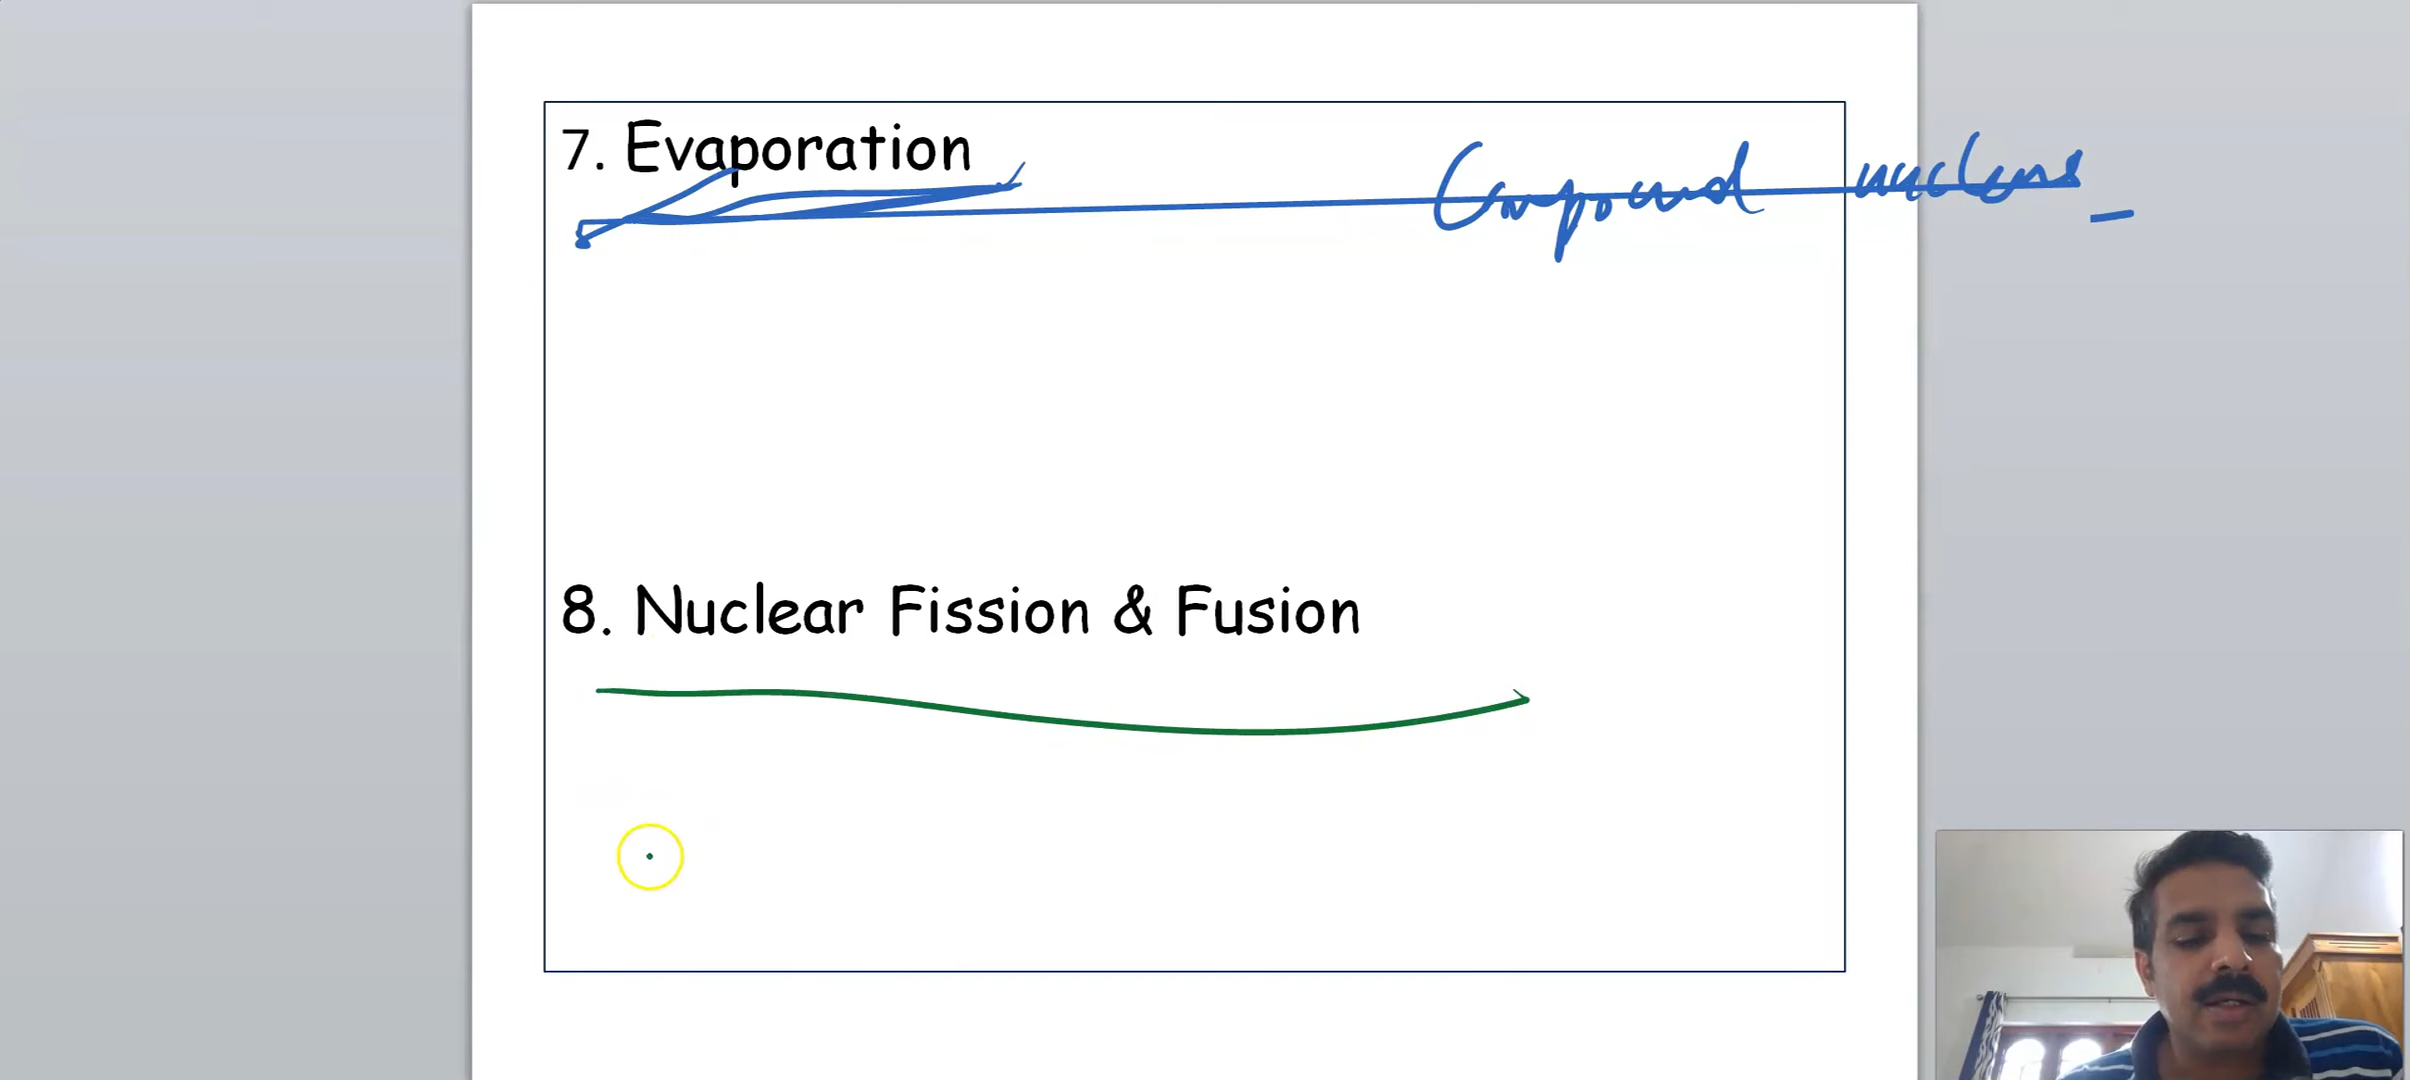 7. Evaporation Compound nucleus
8. Nuclear Fission & Fusion